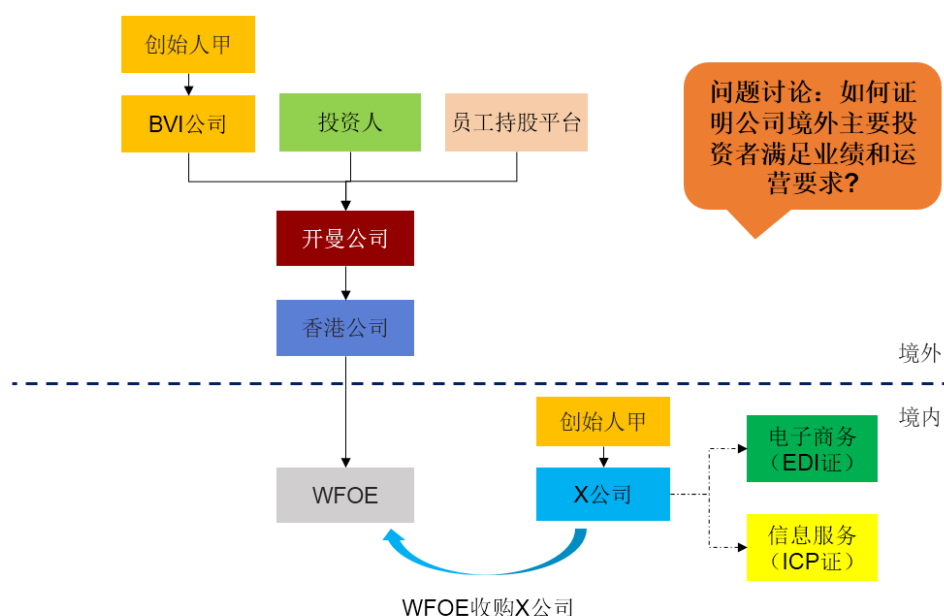 创始人甲
BVI公司
投资人
员工持股平台
问题讨论：如何证
明公司境外主要投
资者满足业绩和运
营要求?
开曼公司
香港公司
境外
境内
创始人甲
电子商务
（EDI证）
WFOE
X公司
信息服务
（ICP证）
WFOE收购X公司